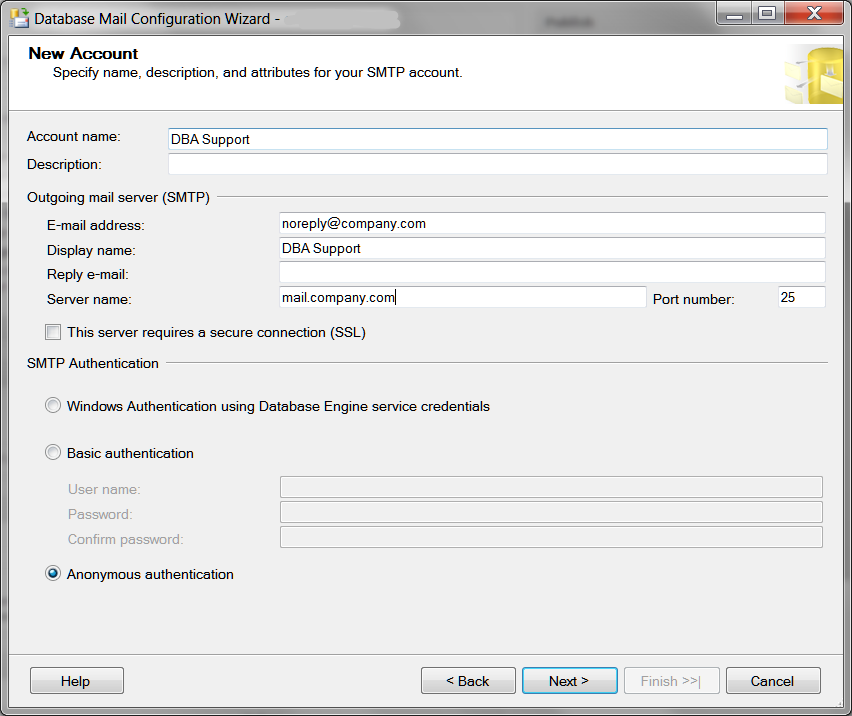 Database Mail Configuration Wizard -
New Account
Specify name, description, and attributes for your SMTP account.
Account name: DBA Support
Description:
Outgoing mail server (SMTP)
E-mail address: noreply@company.com
Display name: DBA Support
Reply e-mail:
Server name: mail.company.com Port number: 25
This server requires a secure connection (SSL)
SMTP Authentication
Windows Authentication using Database Engine service credentials
Basic authentication
User name:
Password:
Confirm password:
Anonymous authentication
Help < Back Next > Finish >>| Cancel